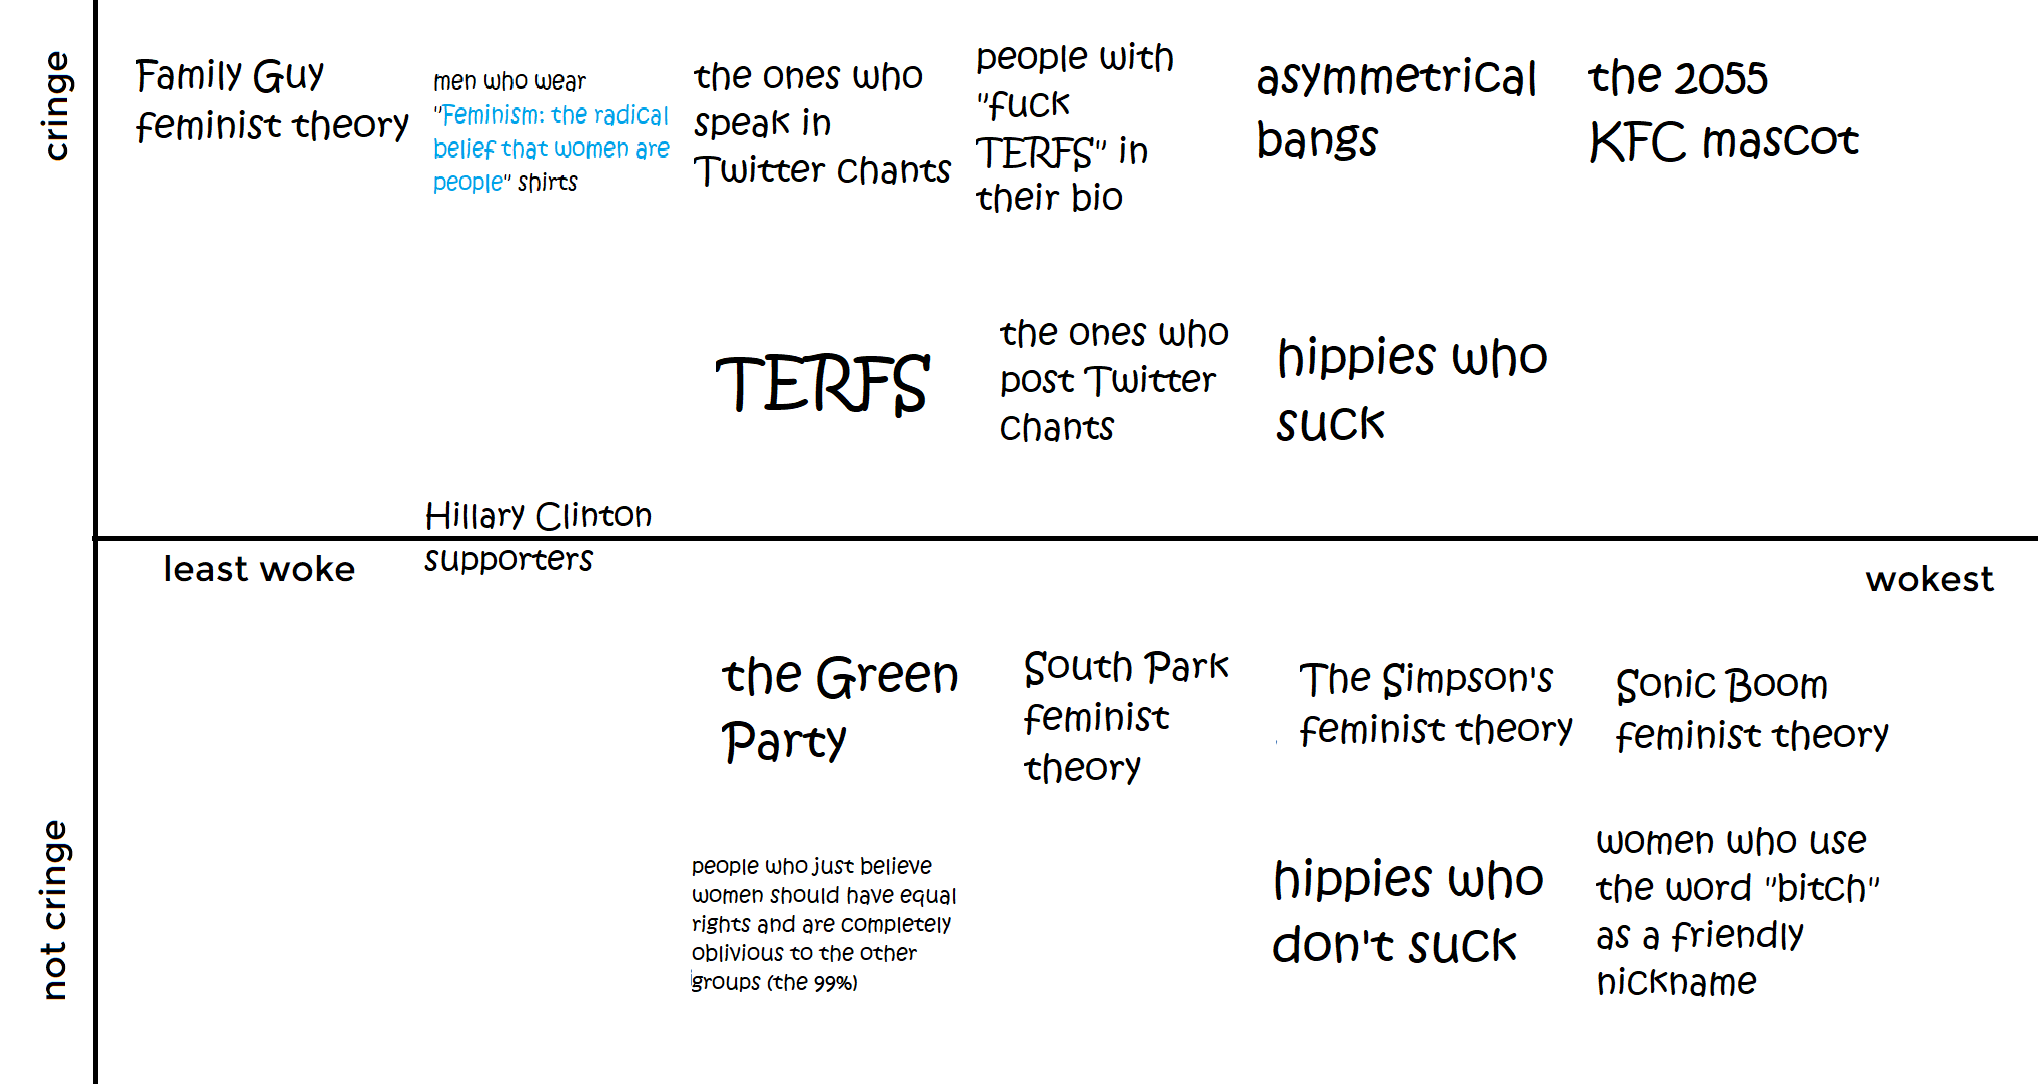 cringe
Family Guy
feminist theory
men who wear
"Feminism: the radical
belief that women are
people" shirts
the ones who
speak in
Twitter chants
people with
"fuck
TERFS" in
their bio
asymmetrical
bangs
the 2055
KFC mascot
TERFS
the ones who
post Twitter
chants
hippies who
suck
Hillary Clinton
supporters
least woke
wokest
not cringe
the Green
Party
South Park
feminist
theory
The Simpson's
feminist theory
Sonic Boom
feminist theory
people who just believe
women should have equal
rights and are completely
oblivious to the other
groups (the 99%)
hippies who
don't suck
women who use
the word "bitch"
as a friendly
nickname